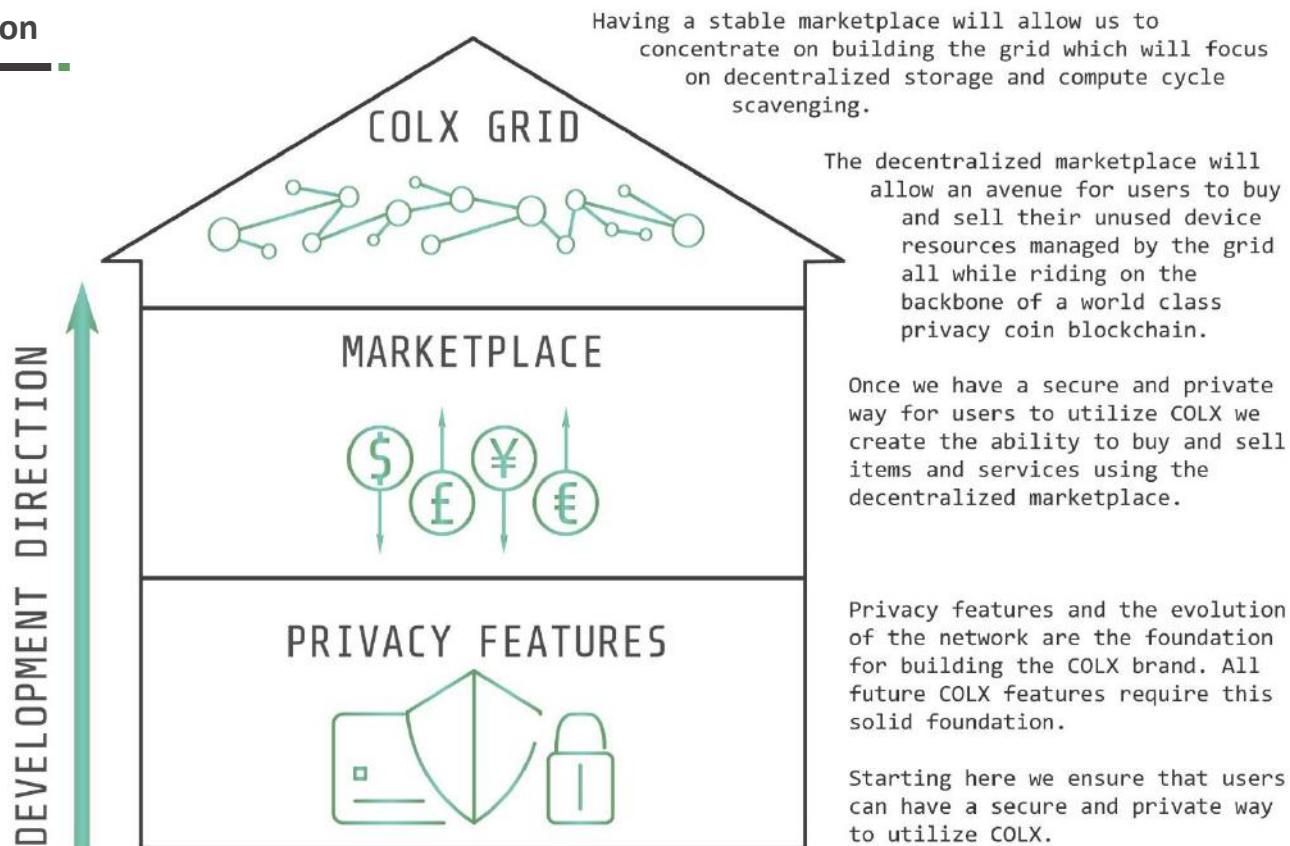 on
Having a stable marketplace will allow us to
concentrate on building the grid which will focus
on decentralized storage and compute cycle
scavenging.
COLX GRID
The decentralized marketplace will
allow an avenue for users to buy
and sell their unused device
resources managed by the grid
all while riding on the
backbone of a world class
privacy coin blockchain.
MARKETPLACE
$ £ ¥ €
Once we have a secure and private
way for users to utilize COLX we
create the ability to buy and sell
items and services using the
decentralized marketplace.
DEVELOPMENT DIRECTION
PRIVACY FEATURES
Privacy features and the evolution
of the network are the foundation
for building the COLX brand. All
future COLX features require this
solid foundation.
Starting here we ensure that users
can have a secure and private way
to utilize COLX.